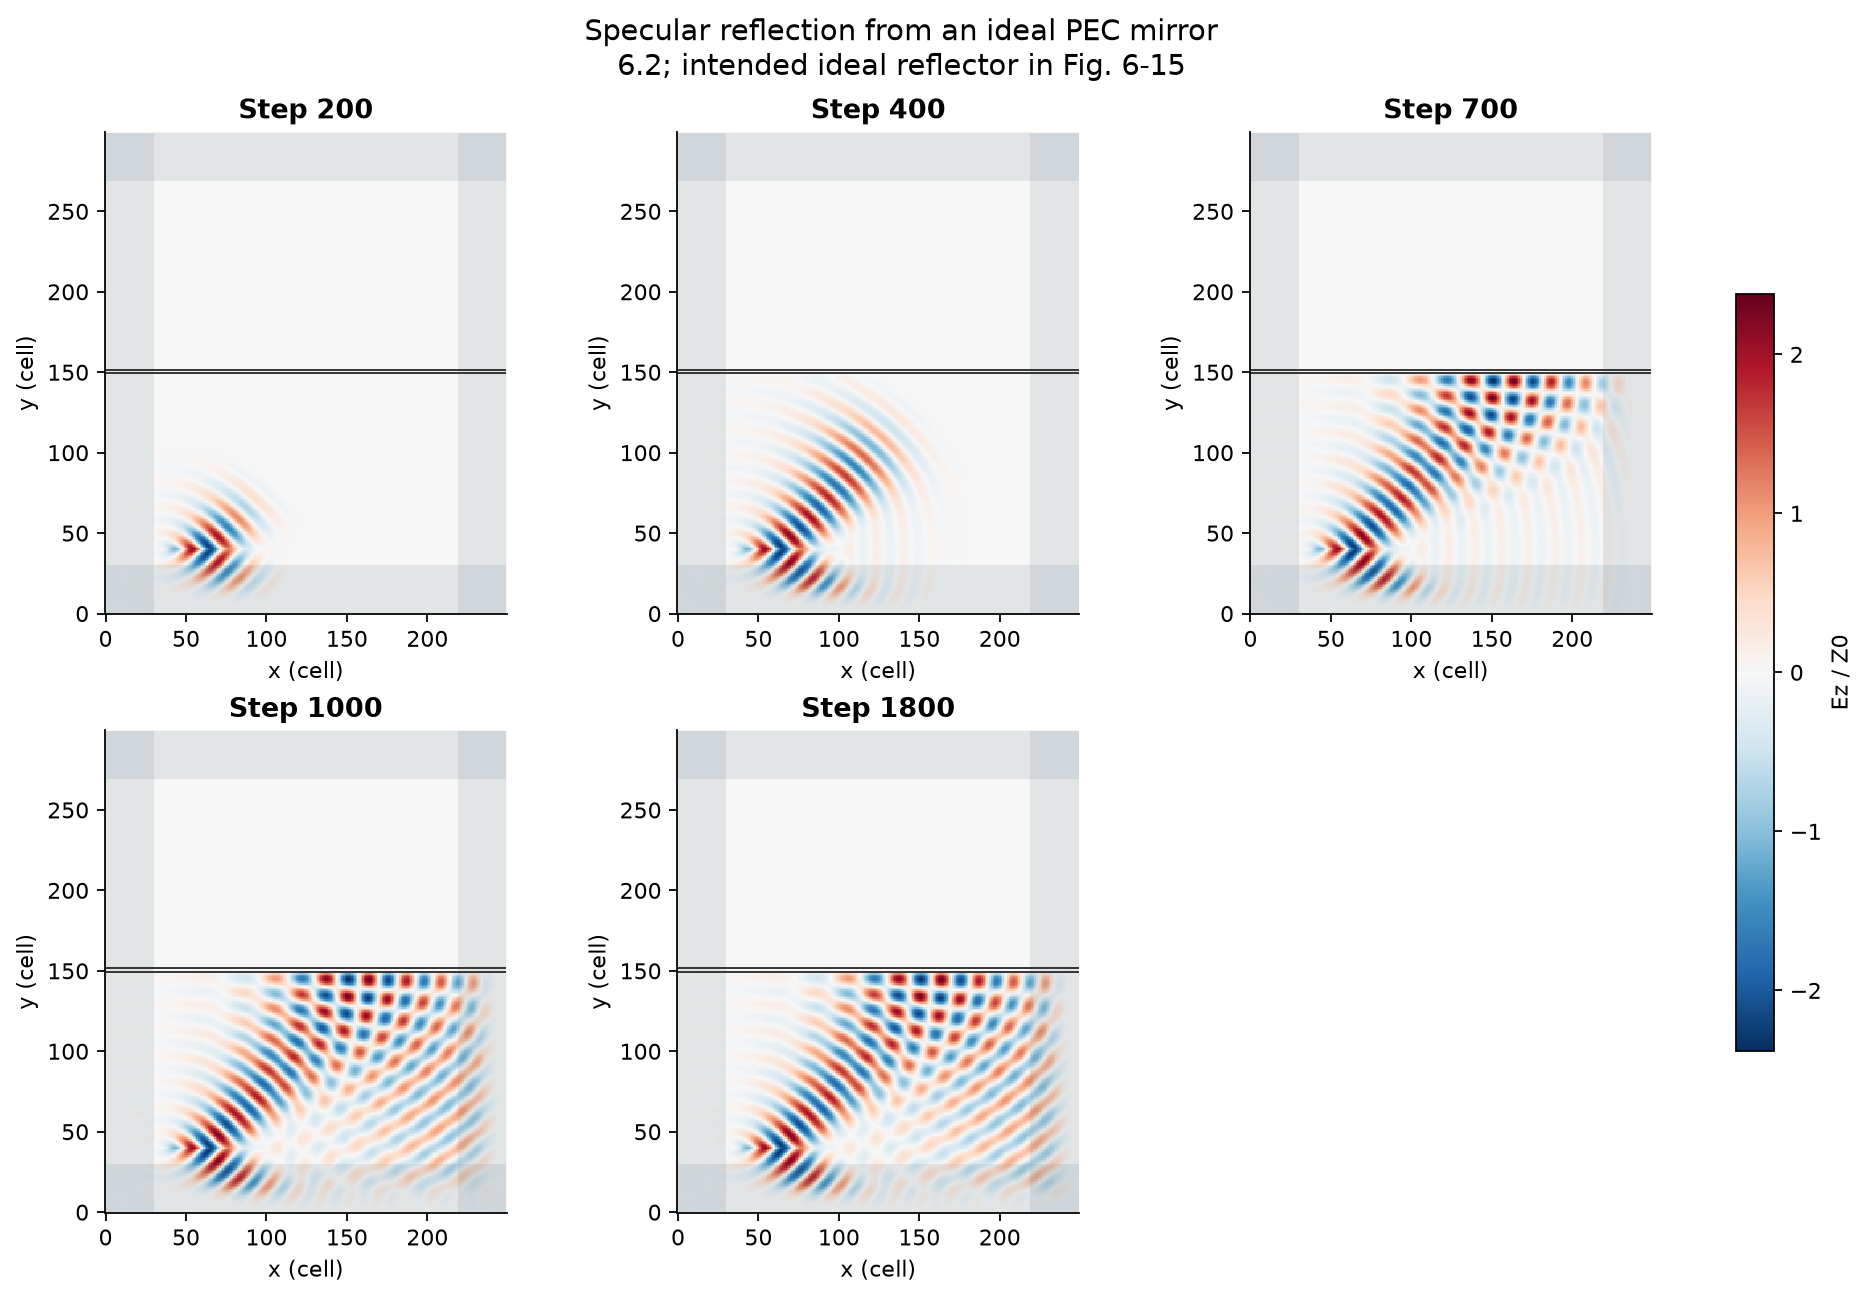 Specular reflection from an ideal PEC mirror
6.2; intended ideal reflector in Fig. 6-15
Step 200
Step 400
Step 700
250
200
150
100
50
0
0 50 100 150 200
x (cell)
y (cell)
250
200
150
100
50
0
0 50 100 150 200
x (cell)
y (cell)
250
200
150
100
50
0
0 50 100 150 200
x (cell)
y (cell)
Step 1000
Step 1800
250
200
150
100
50
0
0 50 100 150 200
x (cell)
y (cell)
250
200
150
100
50
0
0 50 100 150 200
x (cell)
y (cell)
2
1
0
−1
−2
Ez / Z0